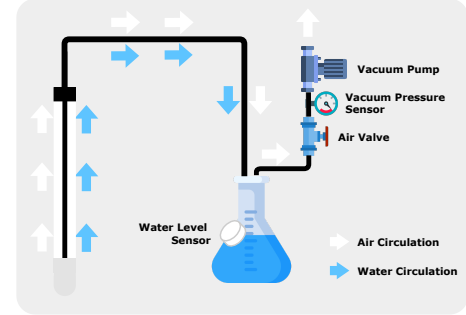 Vacuum Pump
Vacuum Pressure
Sensor
Air Valve
Water Level
Sensor
Air Circulation
Water Circulation